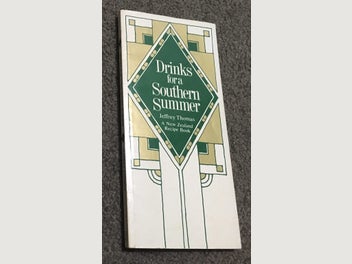 Drinks
for a
Southern
Summer
Jeffrey Thomas
A New Zealand
Recipe Book